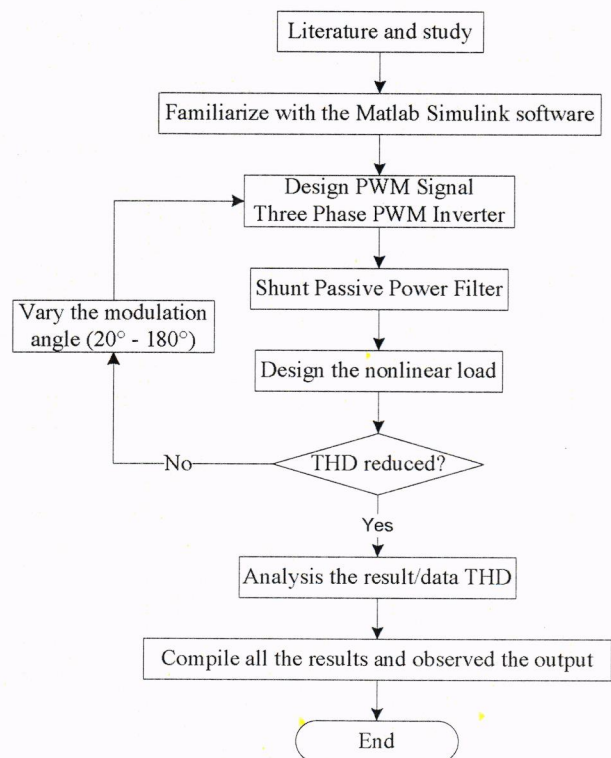 Literature and study
Familiarize with the Matlab Simulink software
Design PWM Signal
Three Phase PWM Inverter
Shunt Passive Power Filter
Vary the modulation
angle (20° - 180°)
Design the nonlinear load
THD reduced?
No
Yes
Analysis the result/data THD
Compile all the results and observed the output
End